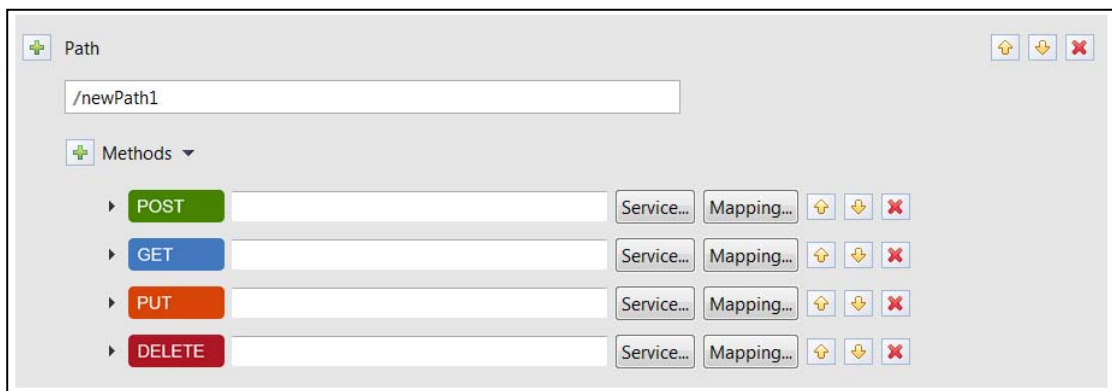 Path
/newPath1
Methods
POST Service... Mapping...
GET Service... Mapping...
PUT Service... Mapping...
DELETE Service... Mapping...